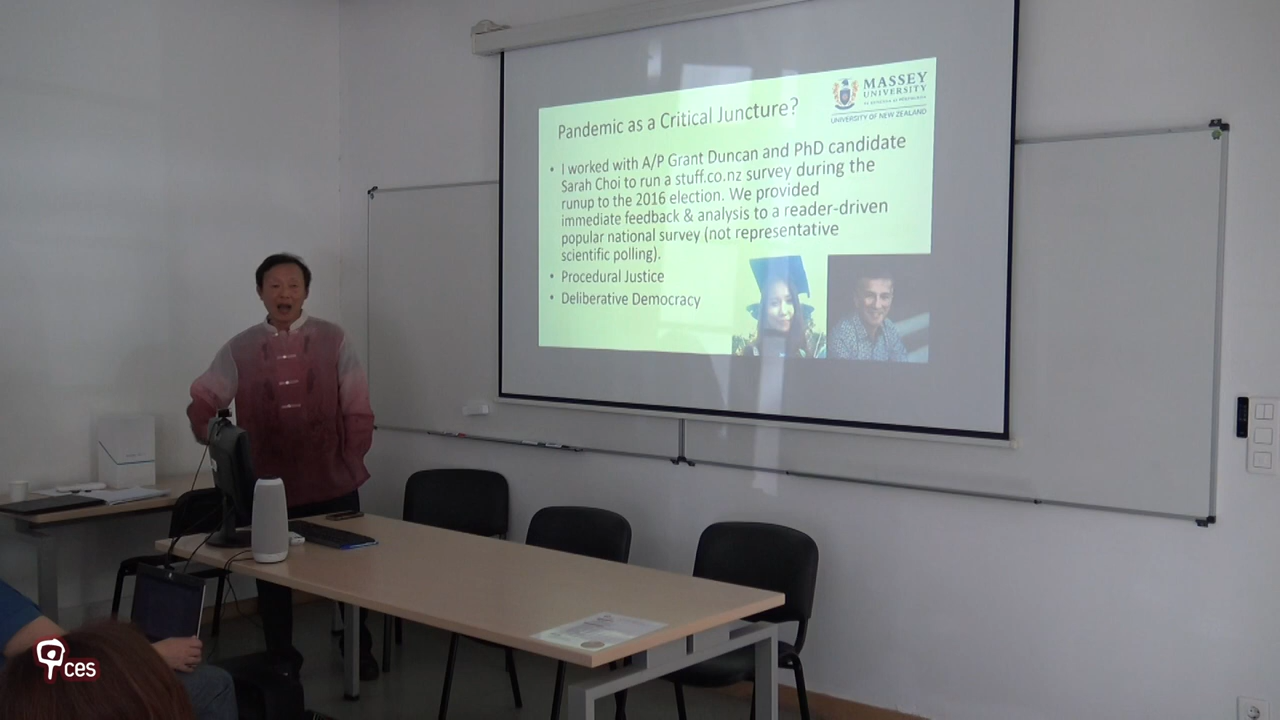 Pandemic as a Critical Juncture?
MASSEY
UNIVERSITY
UNIVERSITY OF NEW ZEALAND
• I worked with A/P Grant Duncan and PhD candidate
Sarah Choi to run a stuff.co.nz survey during the
runup to the 2016 election. We provided
immediate feedback & analysis to a reader-driven
popular national survey (not representative
scientific polling).
• Procedural Justice
• Deliberative Democracy
ces